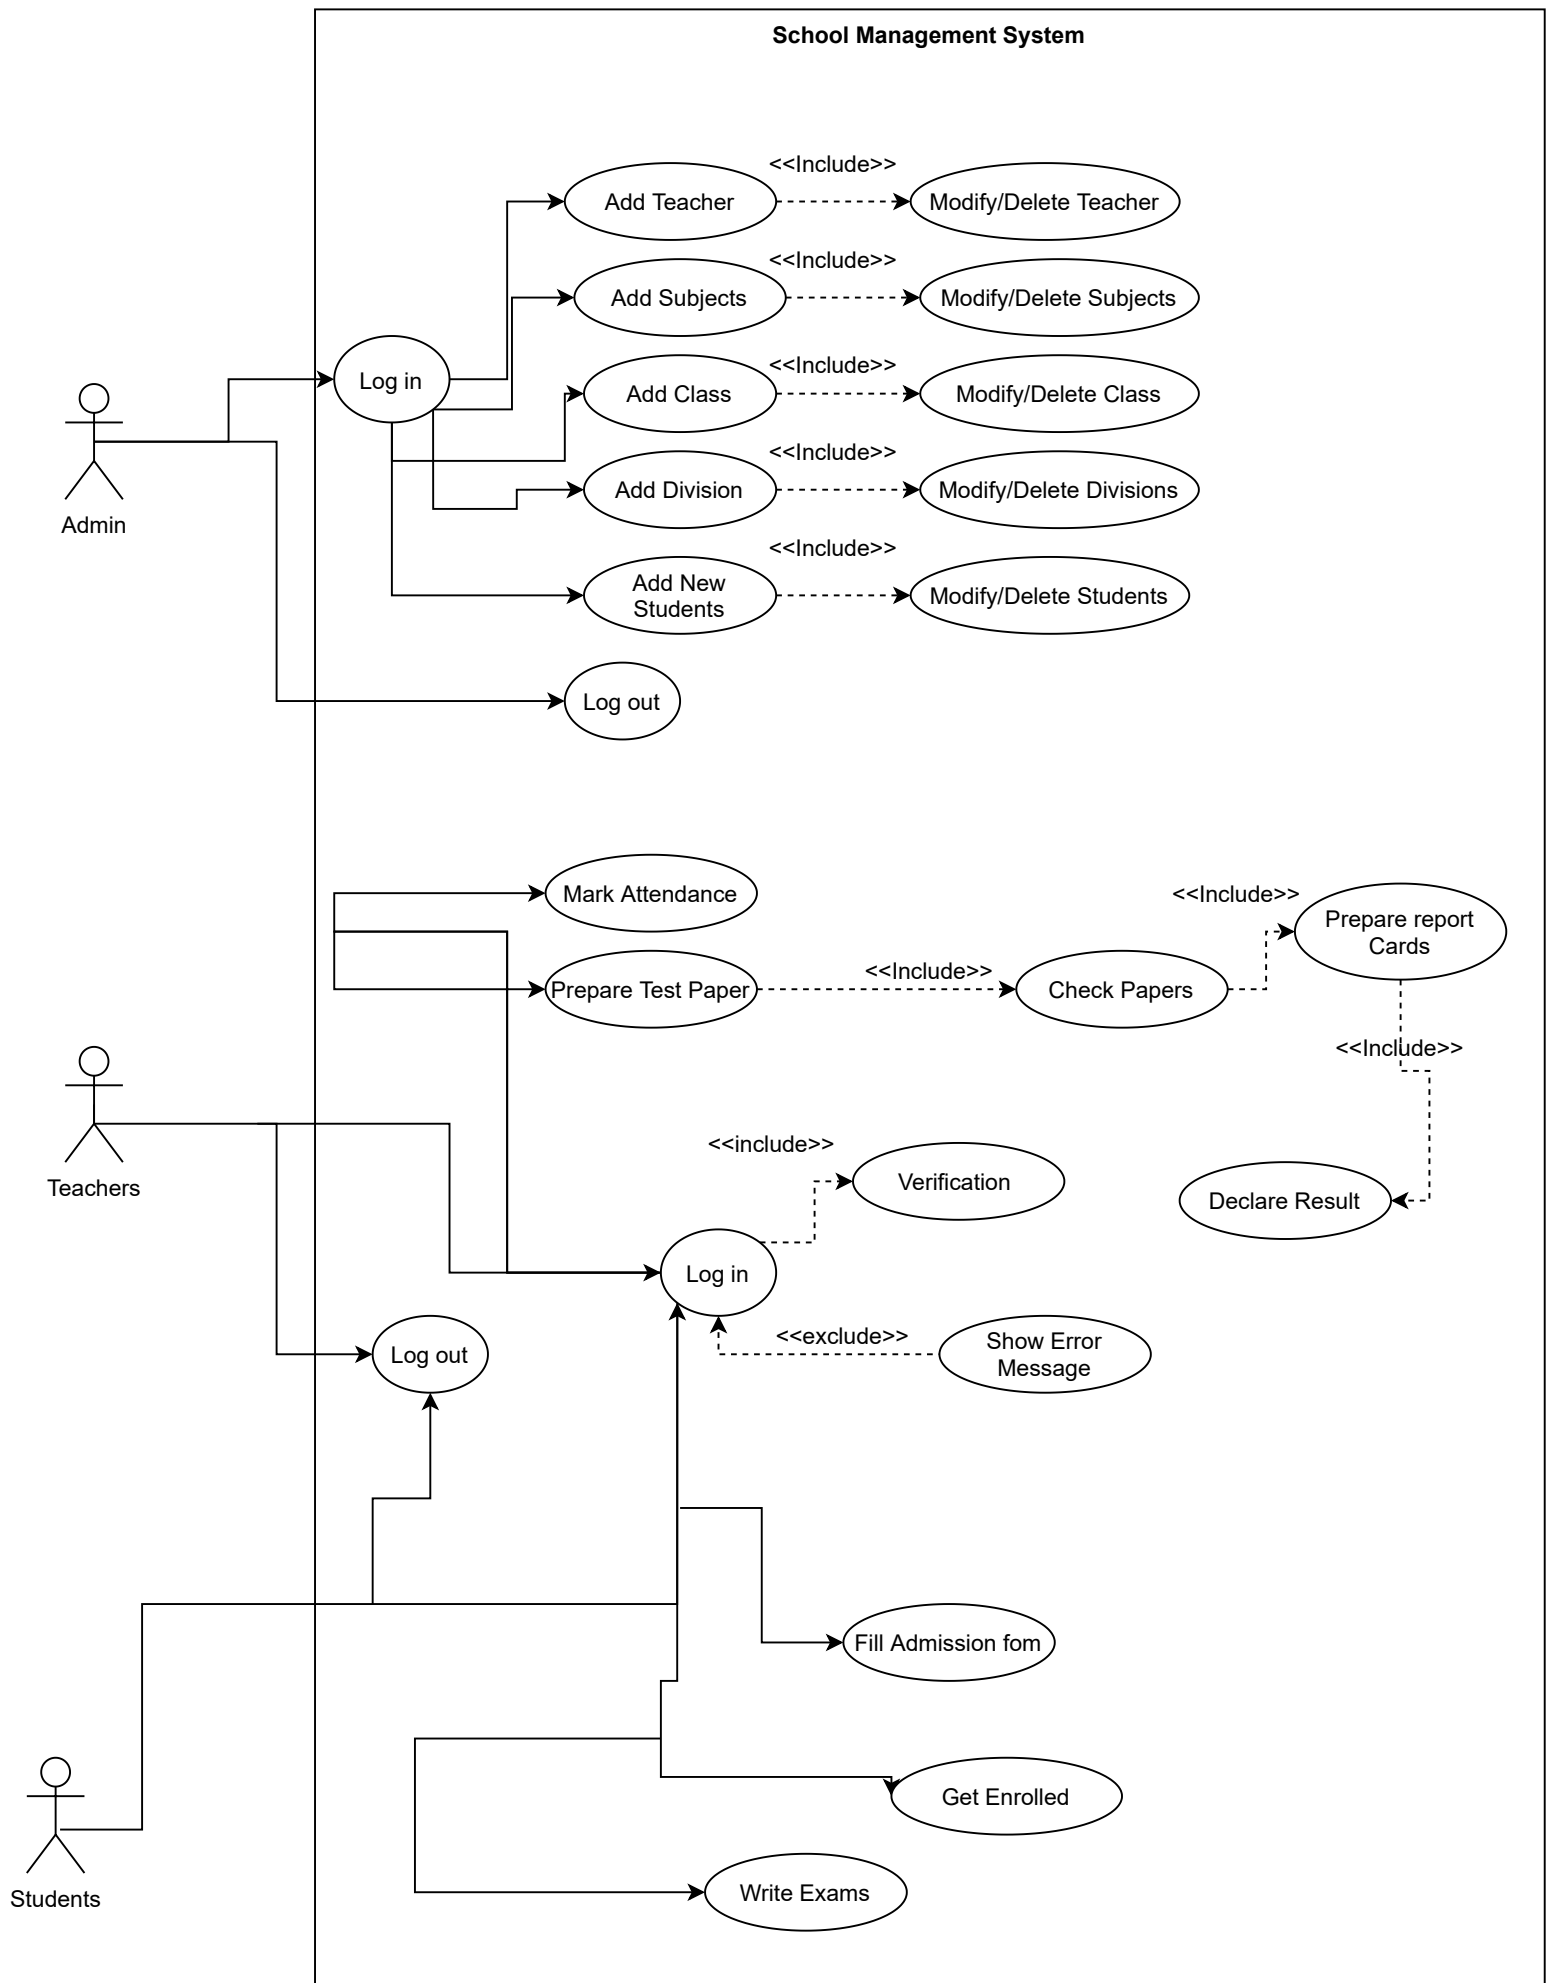 School Management System
<<Include>>
Add Teacher
Modify/Delete Teacher
<<Include>>
Add Subjects
Modify/Delete Subjects
<<Include>>
Log in
Add Class
Modify/Delete Class
<<Include>>
Add Division
Modify/Delete Divisions
Admin
<<Include>>
Add New
Students
Modify/Delete Students
Log out
Mark Attendance
<<Include>>
Prepare report
Cards
<<Include>>
Prepare Test Paper
Check Papers
<<Include>>
Teachers
<<include>>
Verification
Declare Result
Log in
<<exclude>>
Show Error
Message
Log out
Fill Admission fom
Get Enrolled
Write Exams
Students